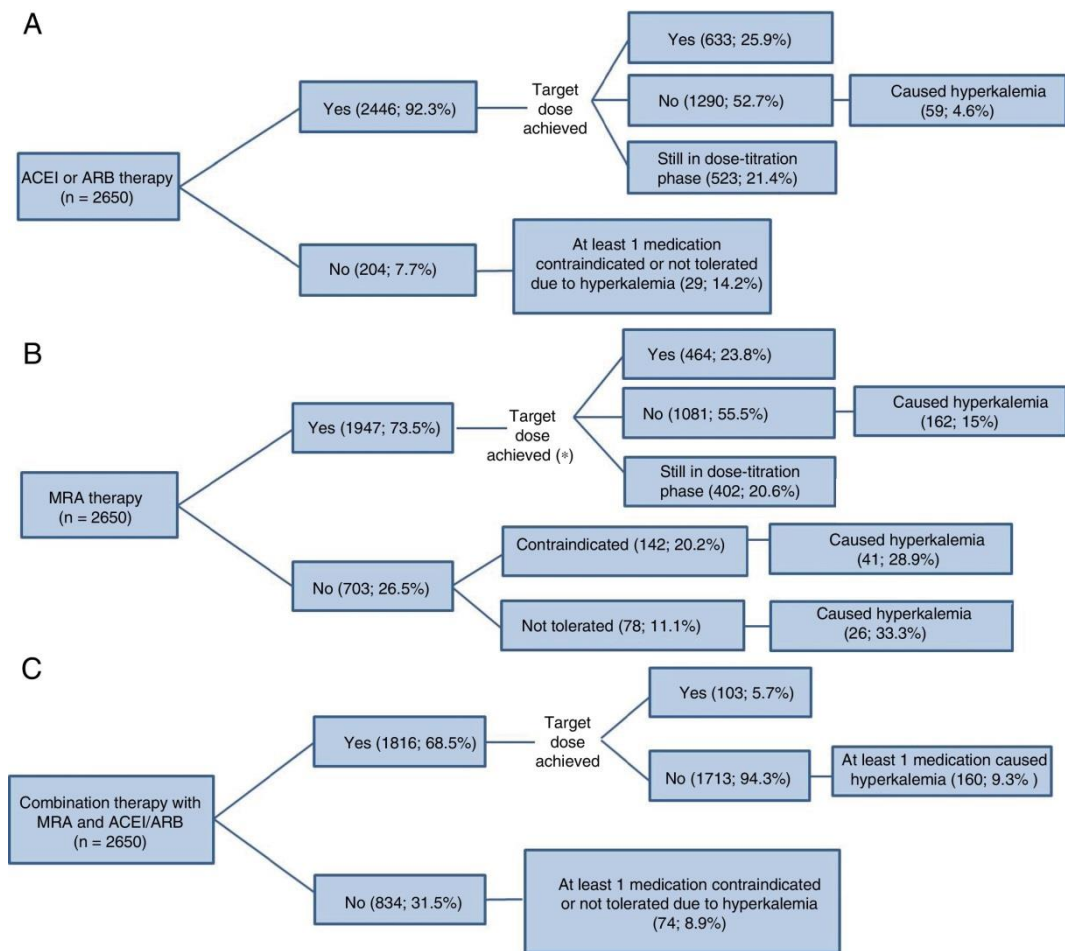 A
ACEI or ARB therapy
(n = 2650)
Yes (2446; 92.3%)
Target
dose
achieved
Yes (633; 25.9%)
No (1290; 52.7%)
Caused hyperkalemia
(59; 4.6%)
Still in dose-titration
phase (523; 21.4%)
No (204; 7.7%)
At least 1 medication
contraindicated or not tolerated
due to hyperkalemia (29; 14.2%)
B
MRA therapy
(n = 2650)
Yes (1947; 73.5%)
Target
dose
achieved (*)
Yes (464; 23.8%)
No (1081; 55.5%)
Caused hyperkalemia
(162; 15%)
Still in dose-titration
phase (402; 20.6%)
No (703; 26.5%)
Contraindicated (142; 20.2%)
Caused hyperkalemia
(41; 28.9%)
Not tolerated (78; 11.1%)
Caused hyperkalemia
(26; 33.3%)
C
Combination therapy with
MRA and ACEI/ARB
(n = 2650)
Yes (1816; 68.5%)
Target
dose
achieved
Yes (103; 5.7%)
No (1713; 94.3%)
At least 1 medication caused
hyperkalemia (160; 9.3% )
No (834; 31.5%)
At least 1 medication contraindicated
or not tolerated due to hyperkalemia
(74; 8.9%)